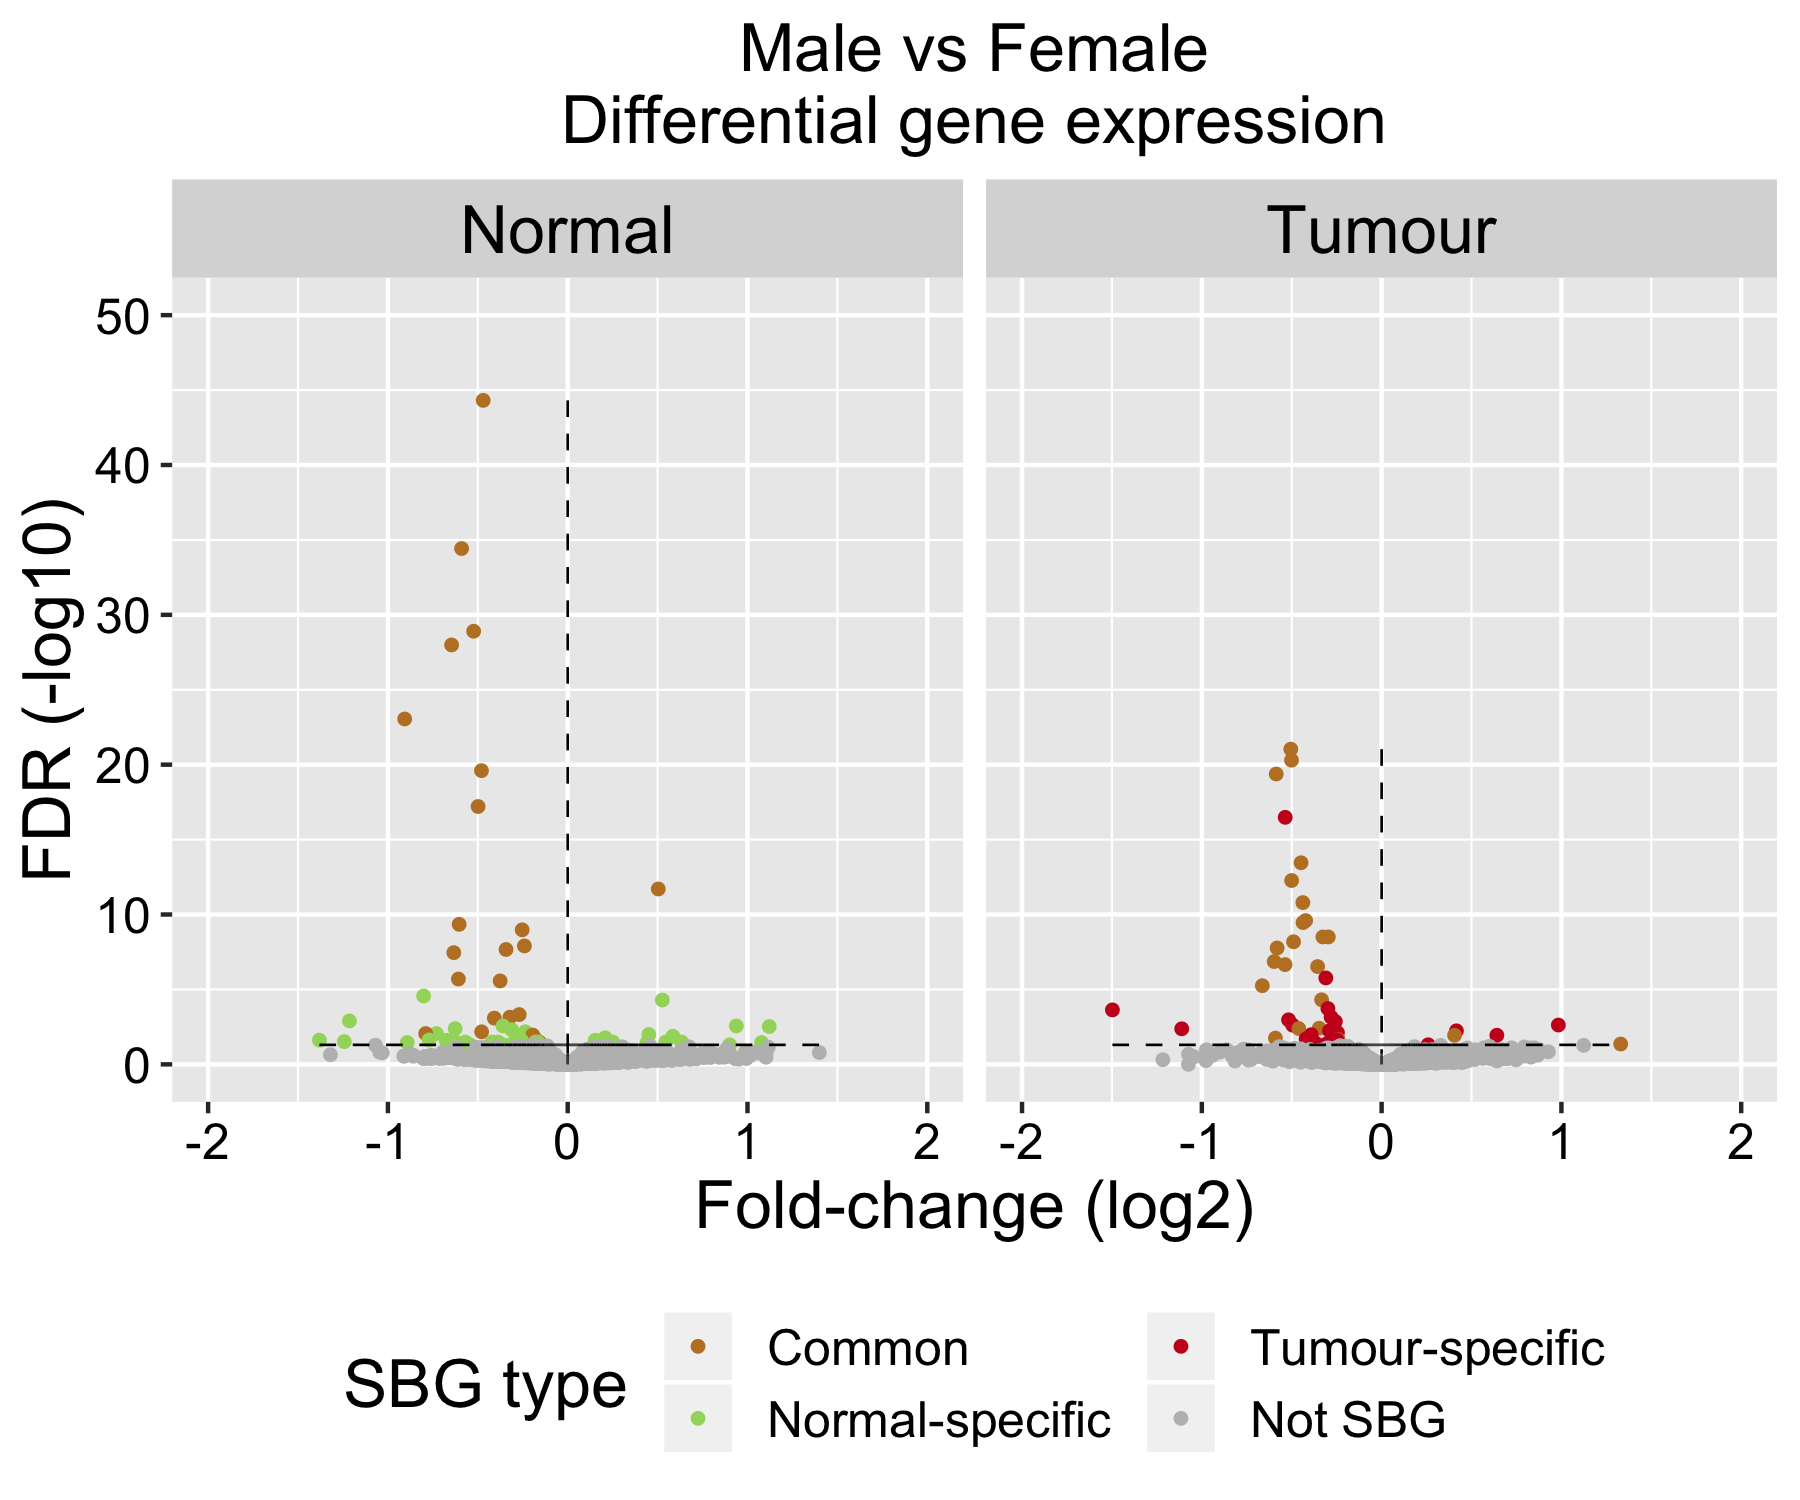 Male vs Female
Differential gene expression
Normal
Tumour
FDR (-log10)
50
40
30
20
10
0
-2 -1 0 1 2
-2 -1 0 1 2
Fold-change (log2)
SBG type
Common
Normal-specific
Tumour-specific
Not SBG